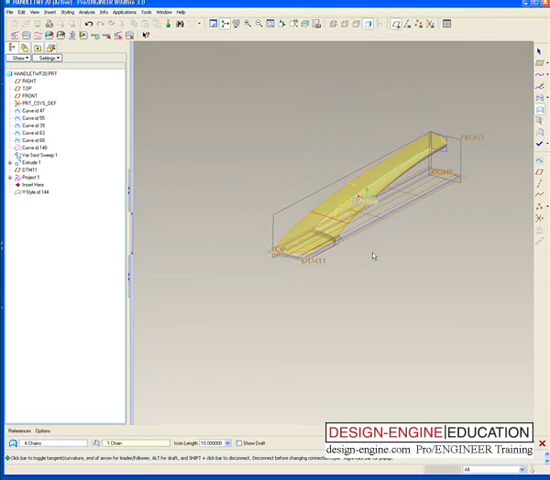 HANDLETWF20 (Active) - Pro/ENGINEER Wildfire 3.0
File Edit View Insert Styling Analysis Info Applications Tools Window Help
Show Settings
HANDLETWF20.PRT
RIGHT
TOP
FRONT
PRT_CSYS_DEF
Curve id 47
Curve id 55
Curve id 39
Curve id 63
Curve id 68
Curve id 148
Var Sect Sweep 1
Extrude 1
DTM11
Project 1
Insert Here
Style id 144
FRONT
RIGHT
TOP
DTM11
References Options
4 Chains 1 Chain Icon Length 10.000000 Show Draft
DESIGN-ENGINE|EDUCATION
design-engine.com Pro/ENGINEER Training
All